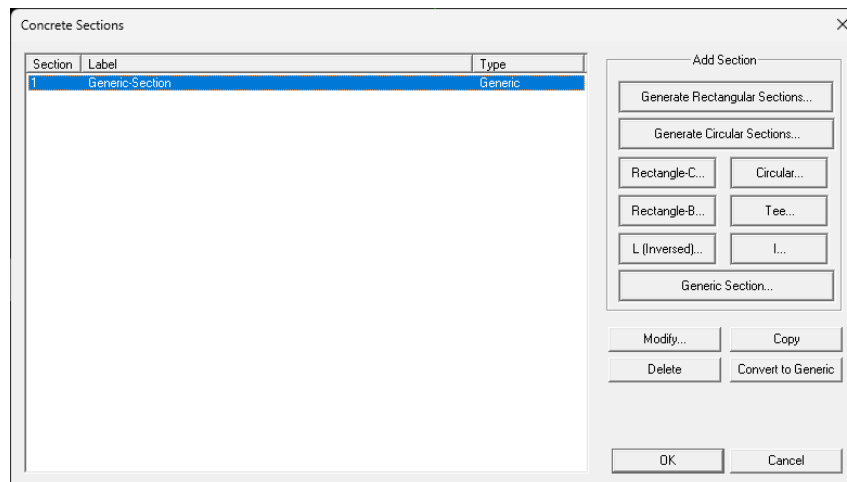 Concrete Sections
Section Label Type
1 Generic-Section Generic
Add Section
Generate Rectangular Sections...
Generate Circular Sections...
Rectangle-C... Circular...
Rectangle-B... Tee...
L (Inversed)... I...
Generic Section...
Modify... Copy
Delete Convert to Generic
OK Cancel